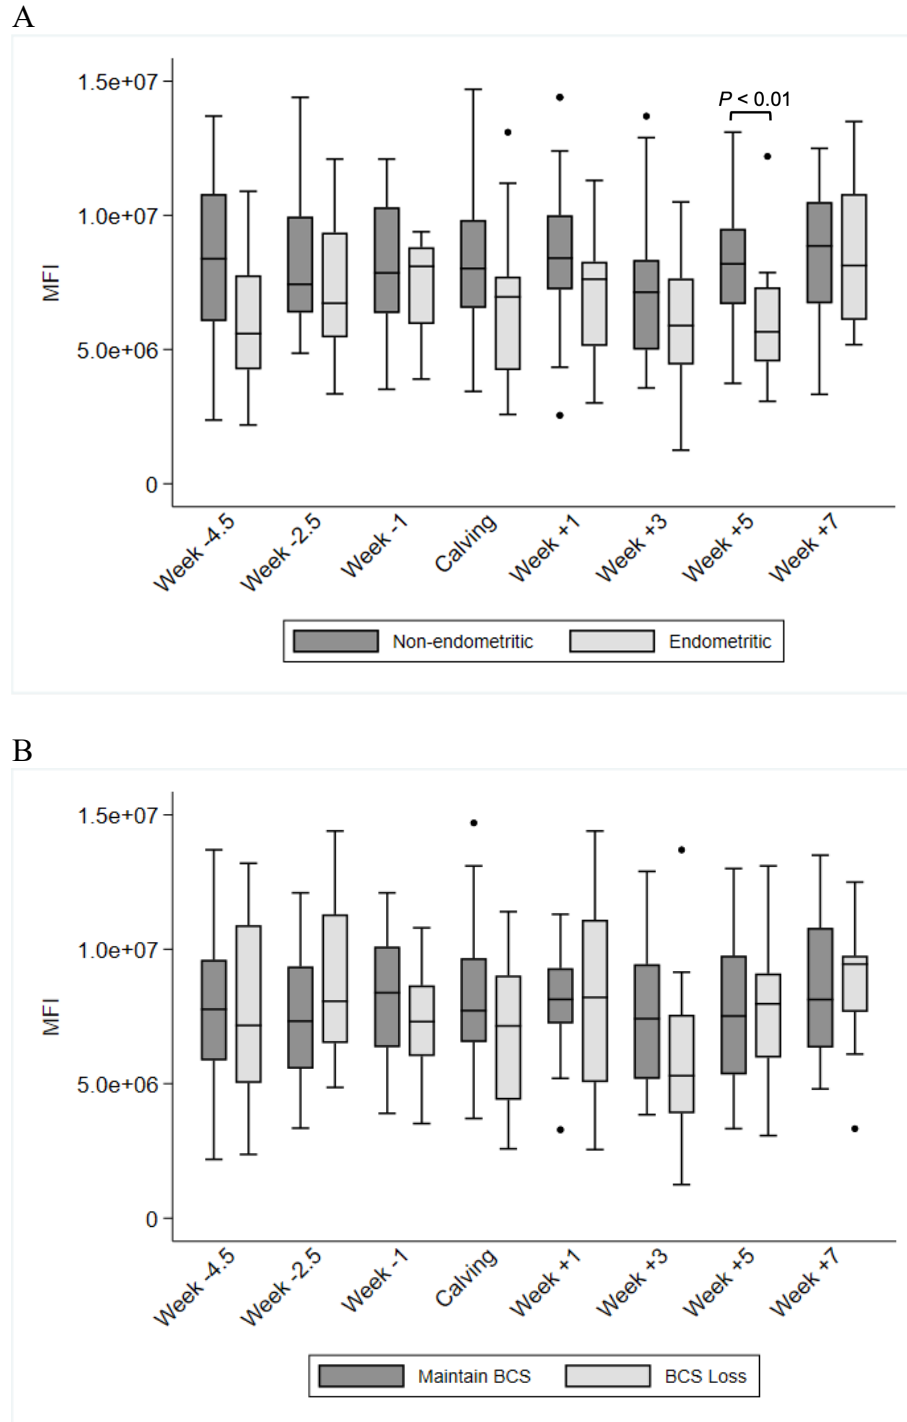 A
1.5e+07
1.0e+07
5.0e+06
0
MFI
P < 0.01
Week -4.5
Week -2.5
Week -1
Calving
Week +1
Week +3
Week +5
Week +7
Non-endometritic Endometritic
B
1.5e+07
1.0e+07
5.0e+06
0
MFI
Week -4.5
Week -2.5
Week -1
Calving
Week +1
Week +3
Week +5
Week +7
Maintain BCS BCS Loss